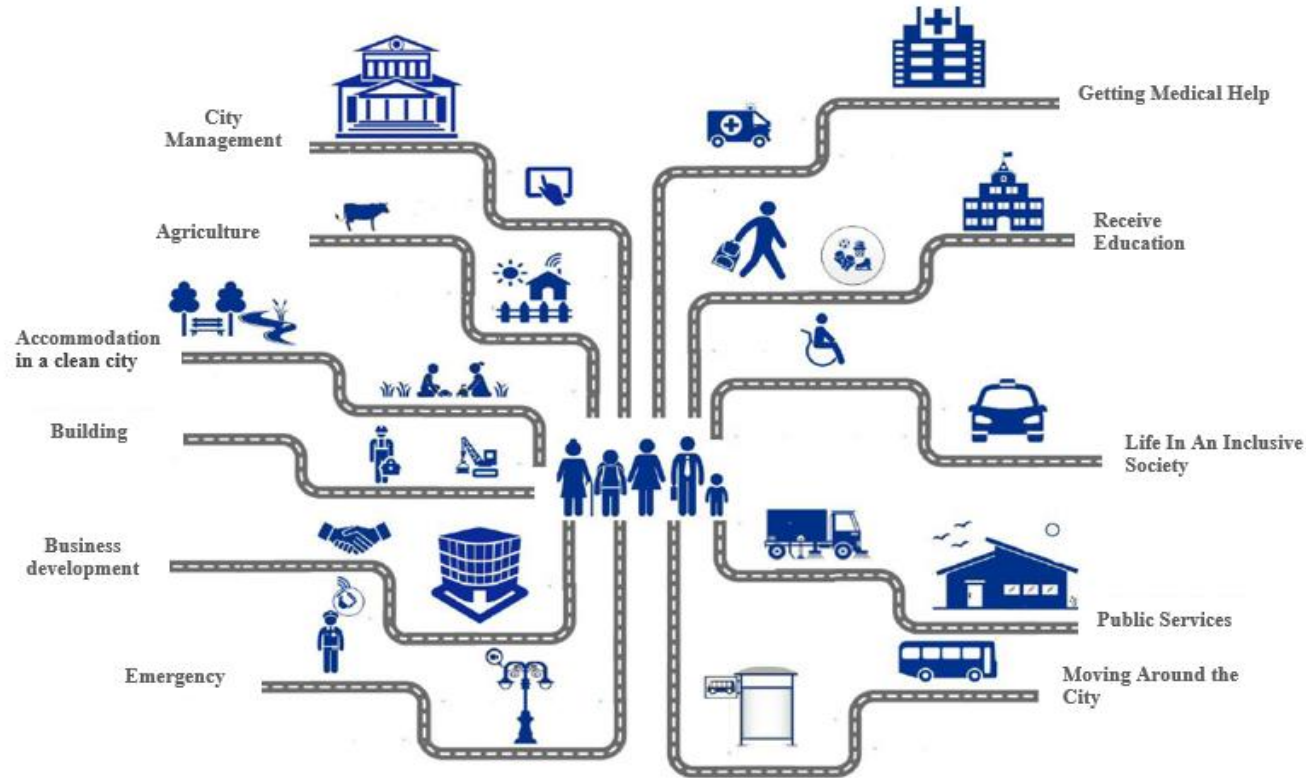 City
Management
Agriculture
Accommodation
in a clean city
Building
Business
development
Emergency
Getting Medical Help
Receive
Education
Life In An Inclusive
Society
Public Services
Moving Around the
City